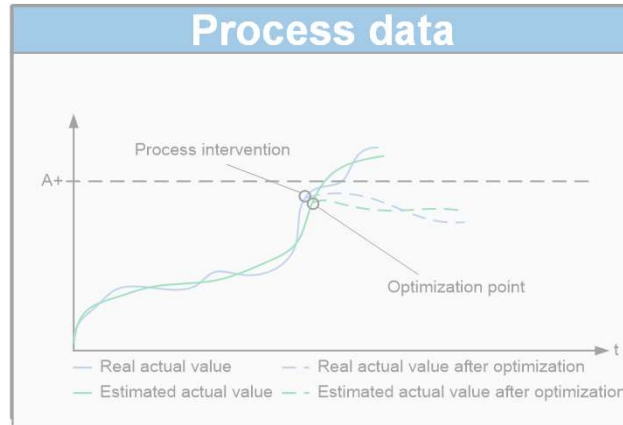 Process data
Process intervention
A+
Optimization point
t
Real actual value
Real actual value after optimization
Estimated actual value
Estimated actual value after optimization